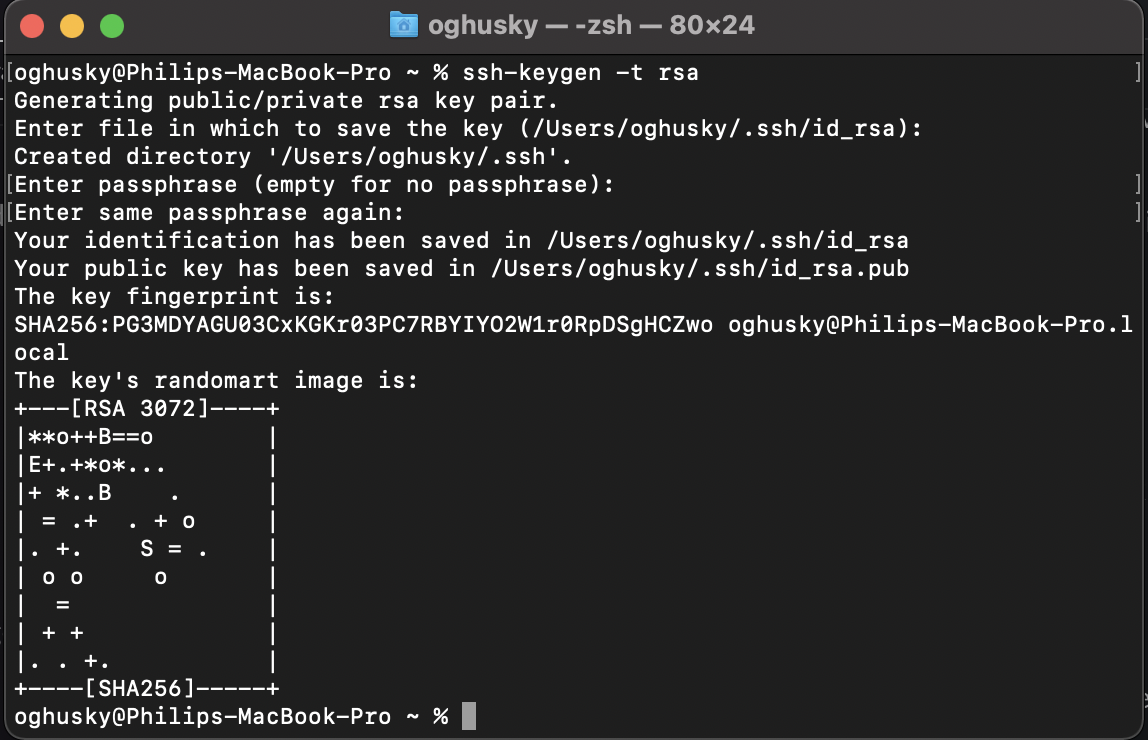 oghusky — -zsh — 80×24
[oghusky@Philips-MacBook-Pro ~ % ssh-keygen -t rsa ]
Generating public/private rsa key pair.
Enter file in which to save the key (/Users/oghusky/.ssh/id_rsa):
Created directory '/Users/oghusky/.ssh'.
[Enter passphrase (empty for no passphrase): ]
[Enter same passphrase again: ]
Your identification has been saved in /Users/oghusky/.ssh/id_rsa
Your public key has been saved in /Users/oghusky/.ssh/id_rsa.pub
The key fingerprint is:
SHA256:PG3MDYAGU03CxKGKr03PC7RBYIYO2W1r0RpDSgHCZwo oghusky@Philips-MacBook-Pro.l
ocal
The key's randomart image is:
+---[RSA 3072]----+
|**o++B==o        |
|E+.+*o*...       |
|+ *..B    .      |
| = .+  . + o     |
|. +.    S = .    |
| o o     o       |
|  =              |
| + +             |
|. . +.           |
+----[SHA256]-----+
oghusky@Philips-MacBook-Pro ~ %